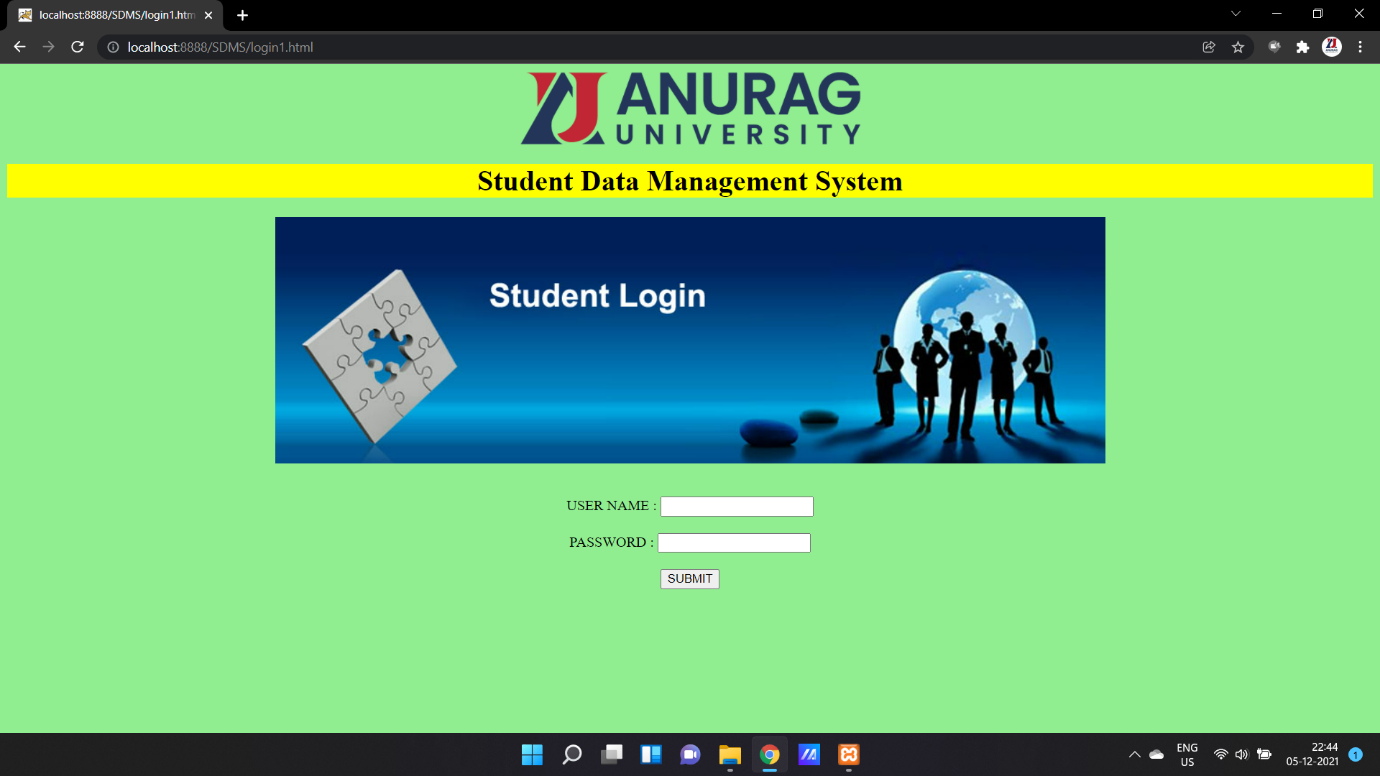 localhost:8888/SDMS/login1.htm
localhost:8888/SDMS/login1.html
ANURAG
UNIVERSITY
Student Data Management System
Student Login
USER NAME :
PASSWORD :
SUBMIT
ENG
US
22:44
05-12-2021
1